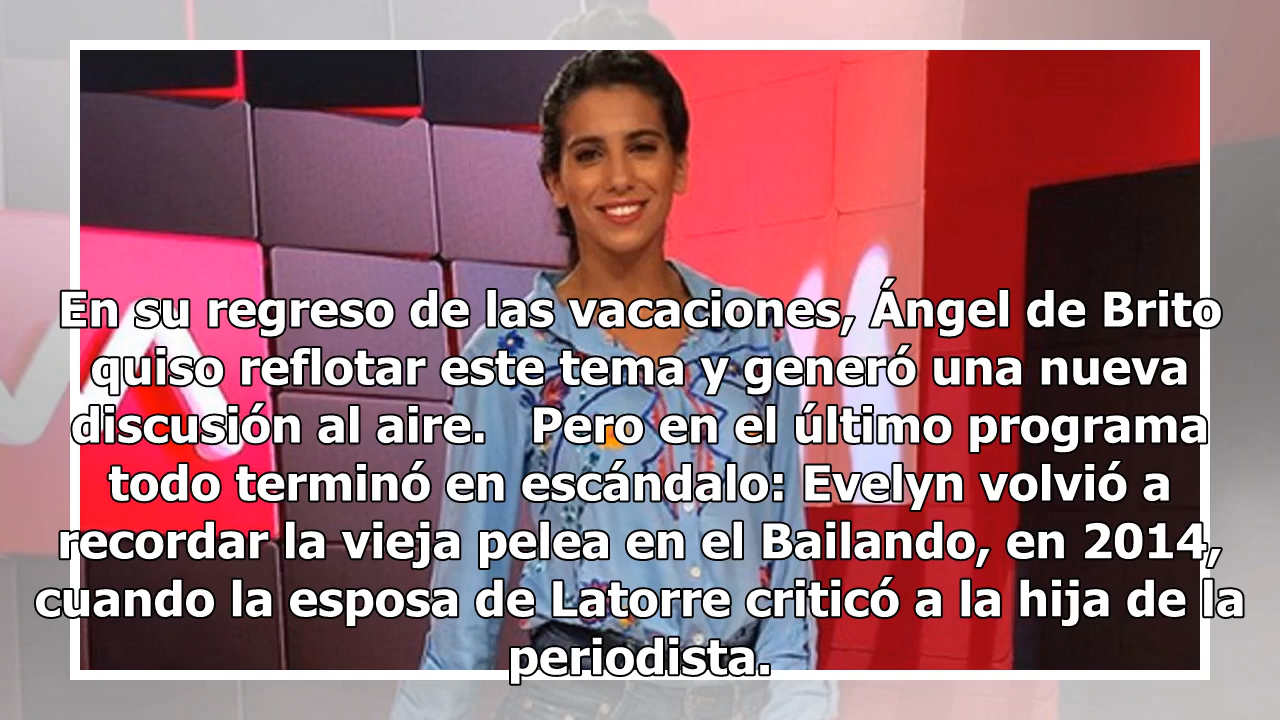 En su regreso de las vacaciones, Ángel de Brito
quiso reflotar este tema y generó una nueva
discusión al aire.   Pero en el último programa
todo terminó en escándalo: Evelyn volvió a
recordar la vieja pelea en el Bailando, en 2014,
cuando la esposa de Latorre criticó a la hija de la
periodista.